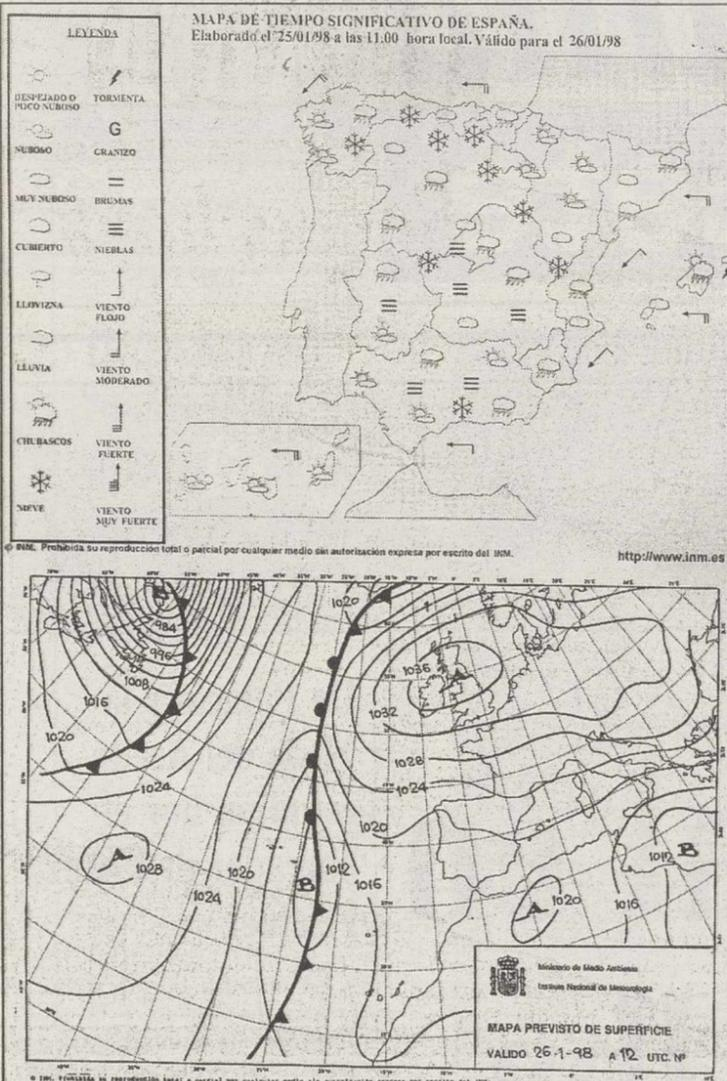 MAPA DE TIEMPO SIGNIFICATIVO DE ESPAÑA.
Elaborado el 25/01/98 a las 11:00 hora local. Válido para el 26/01/98
LEYENDA
DESPEJADO O POCO NUBOSO
TORMENTA
NUBOSO
G
GRANIZO
MUY NUBOSO
BRUMAS
CUBIERTO
NIEBLAS
LLOVIZNA
VIENTO FLOJO
LLUVIA
VIENTO MODERADO
CHUBASCOS
VIENTO FUERTE
NIEVE
VIENTO MUY FUERTE
© INM. Prohibida su reproducción total o parcial por cualquier medio sin autorización expresa por escrito del INM.
http://www.inm.es
B
984
996
1008
1016
1020
1024
1020
1036
A
1032
1028
1024
1020
A
1028
1024
1020
B
1012
1016
A
1020
1016
1012
B
Ministerio de Medio Ambiente
Instituto Nacional de Meteorología
MAPA PREVISTO DE SUPERFICIE
VALIDO 26-1-98 A 12 UTC. Nº